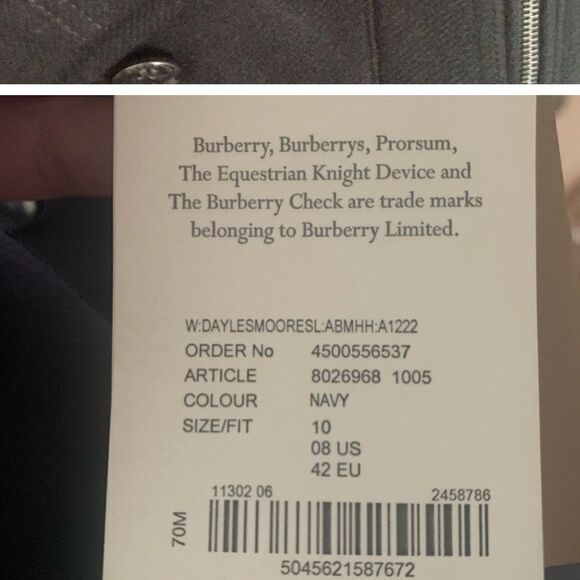 Burberry, Burberrys, Prorsum,
The Equestrian Knight Device and
The Burberry Check are trade marks
belonging to Burberry Limited.
W:DAYLESMOORESL:ABMHH:A1222
ORDER No 4500556537
ARTICLE 8026968 1005
COLOUR NAVY
SIZE/FIT 10
08 US
42 EU
11302 06 2458786
70M
5045621587672